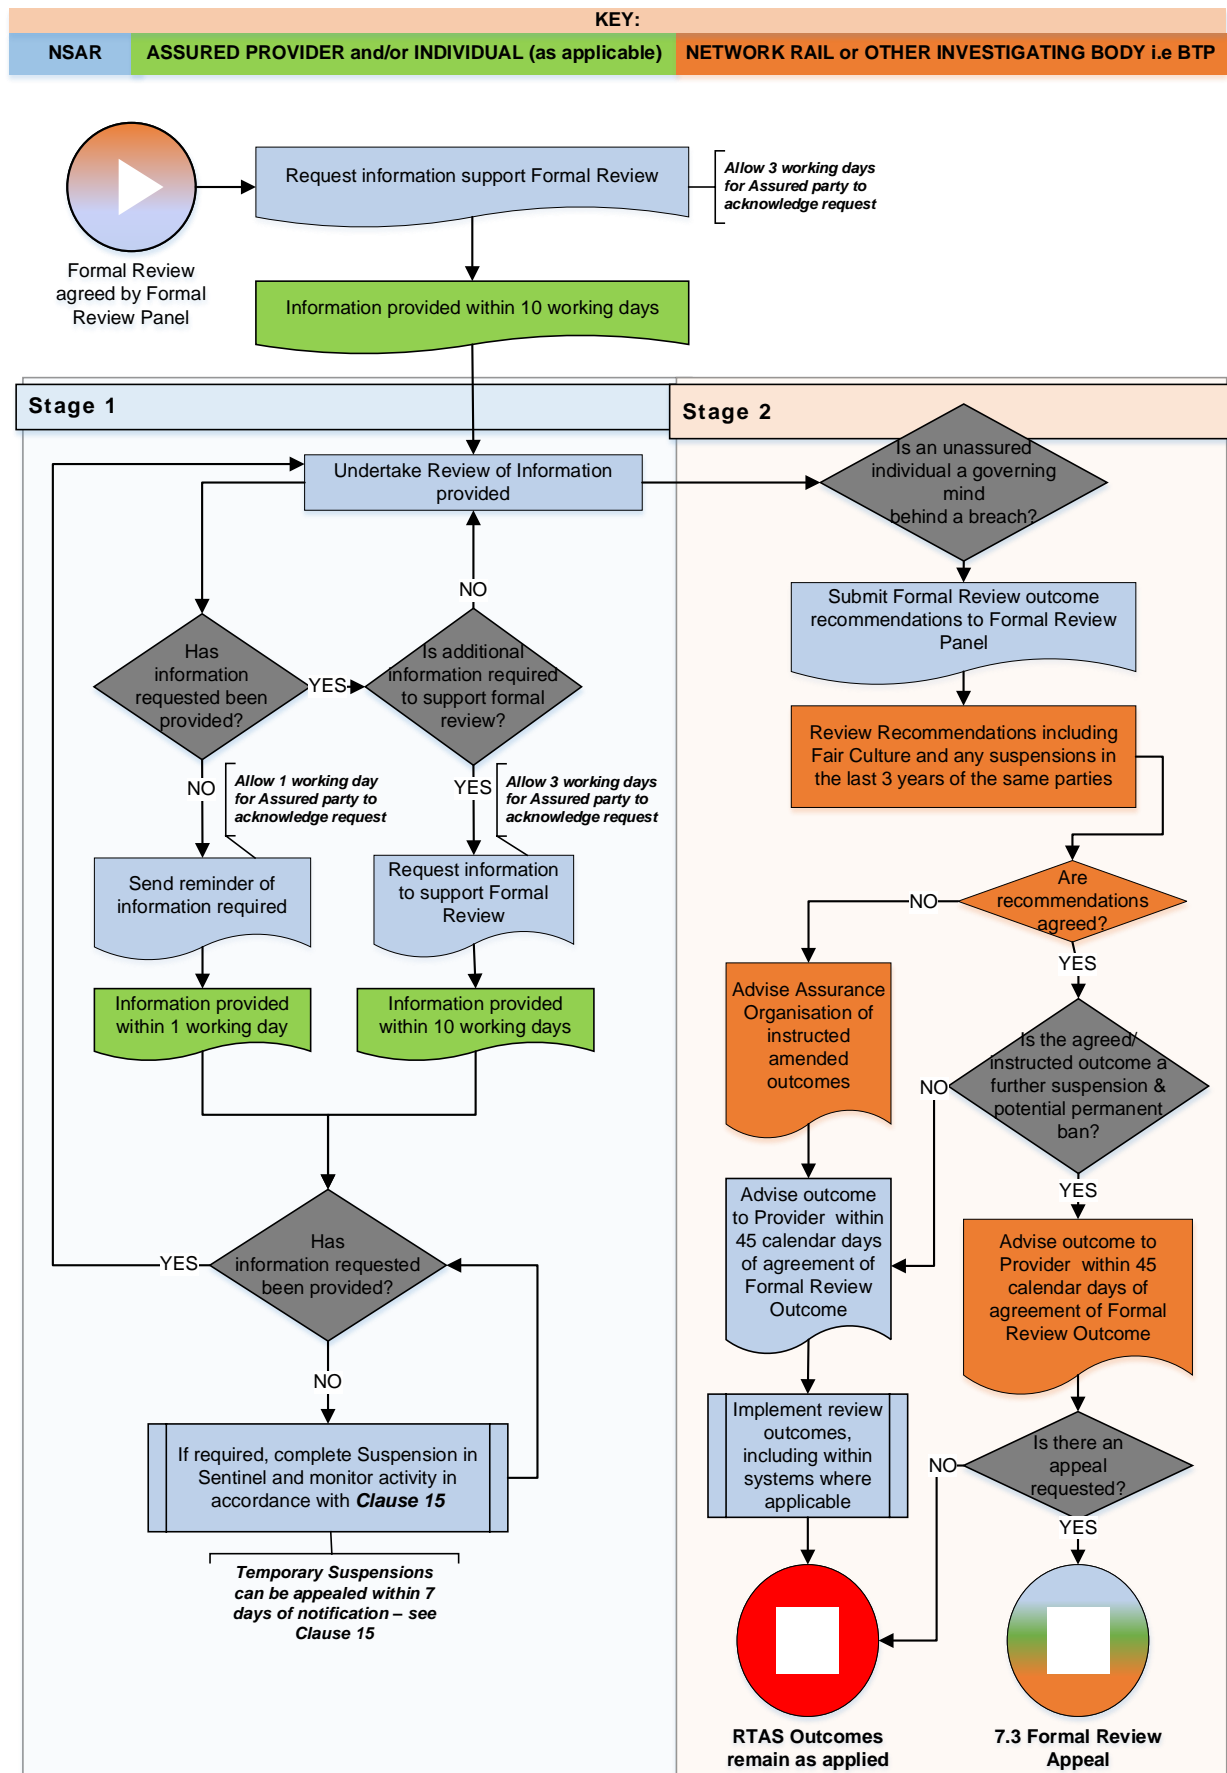 KEY:
NSAR
ASSURED PROVIDER and/or INDIVIDUAL (as applicable)
NETWORK RAIL or OTHER INVESTIGATING BODY i.e BTP
Formal Review
agreed by Formal
Review Panel
Request information support Formal Review
Allow 3 working days
for Assured party to
acknowledge request
Information provided within 10 working days
Stage 1
Undertake Review of Information
provided
Has
information
requested been
provided?
YES
Is additional
information required
to support formal
review?
NO
NO
Allow 1 working day
for Assured party to
acknowledge request
YES
Allow 3 working days
for Assured party to
acknowledge request
Send reminder of
information required
Request information
to support Formal
Review
Information provided
within 1 working day
Information provided
within 10 working days
Has
information requested
been provided?
YES
NO
If required, complete Suspension in
Sentinel and monitor activity in
accordance with Clause 15
Temporary Suspensions
can be appealed within 7
days of notification – see
Clause 15
Stage 2
Is an unassured
individual a governing
mind
behind a breach?
Submit Formal Review outcome
recommendations to Formal Review
Panel
Review Recommendations including
Fair Culture and any suspensions in
the last 3 years of the same parties
Are
recommendations
agreed?
NO
YES
Advise Assurance
Organisation of
instructed
amended
outcomes
Is the agreed/
instructed outcome a
further suspension &
potential permanent
ban?
NO
YES
Advise outcome
to Provider within
45 calendar days
of agreement of
Formal Review
Outcome
Advise outcome to
Provider within 45
calendar days of
agreement of Formal
Review Outcome
Implement review
outcomes,
including within
systems where
applicable
Is there an
appeal
requested?
NO
YES
RTAS Outcomes
remain as applied
7.3 Formal Review
Appeal